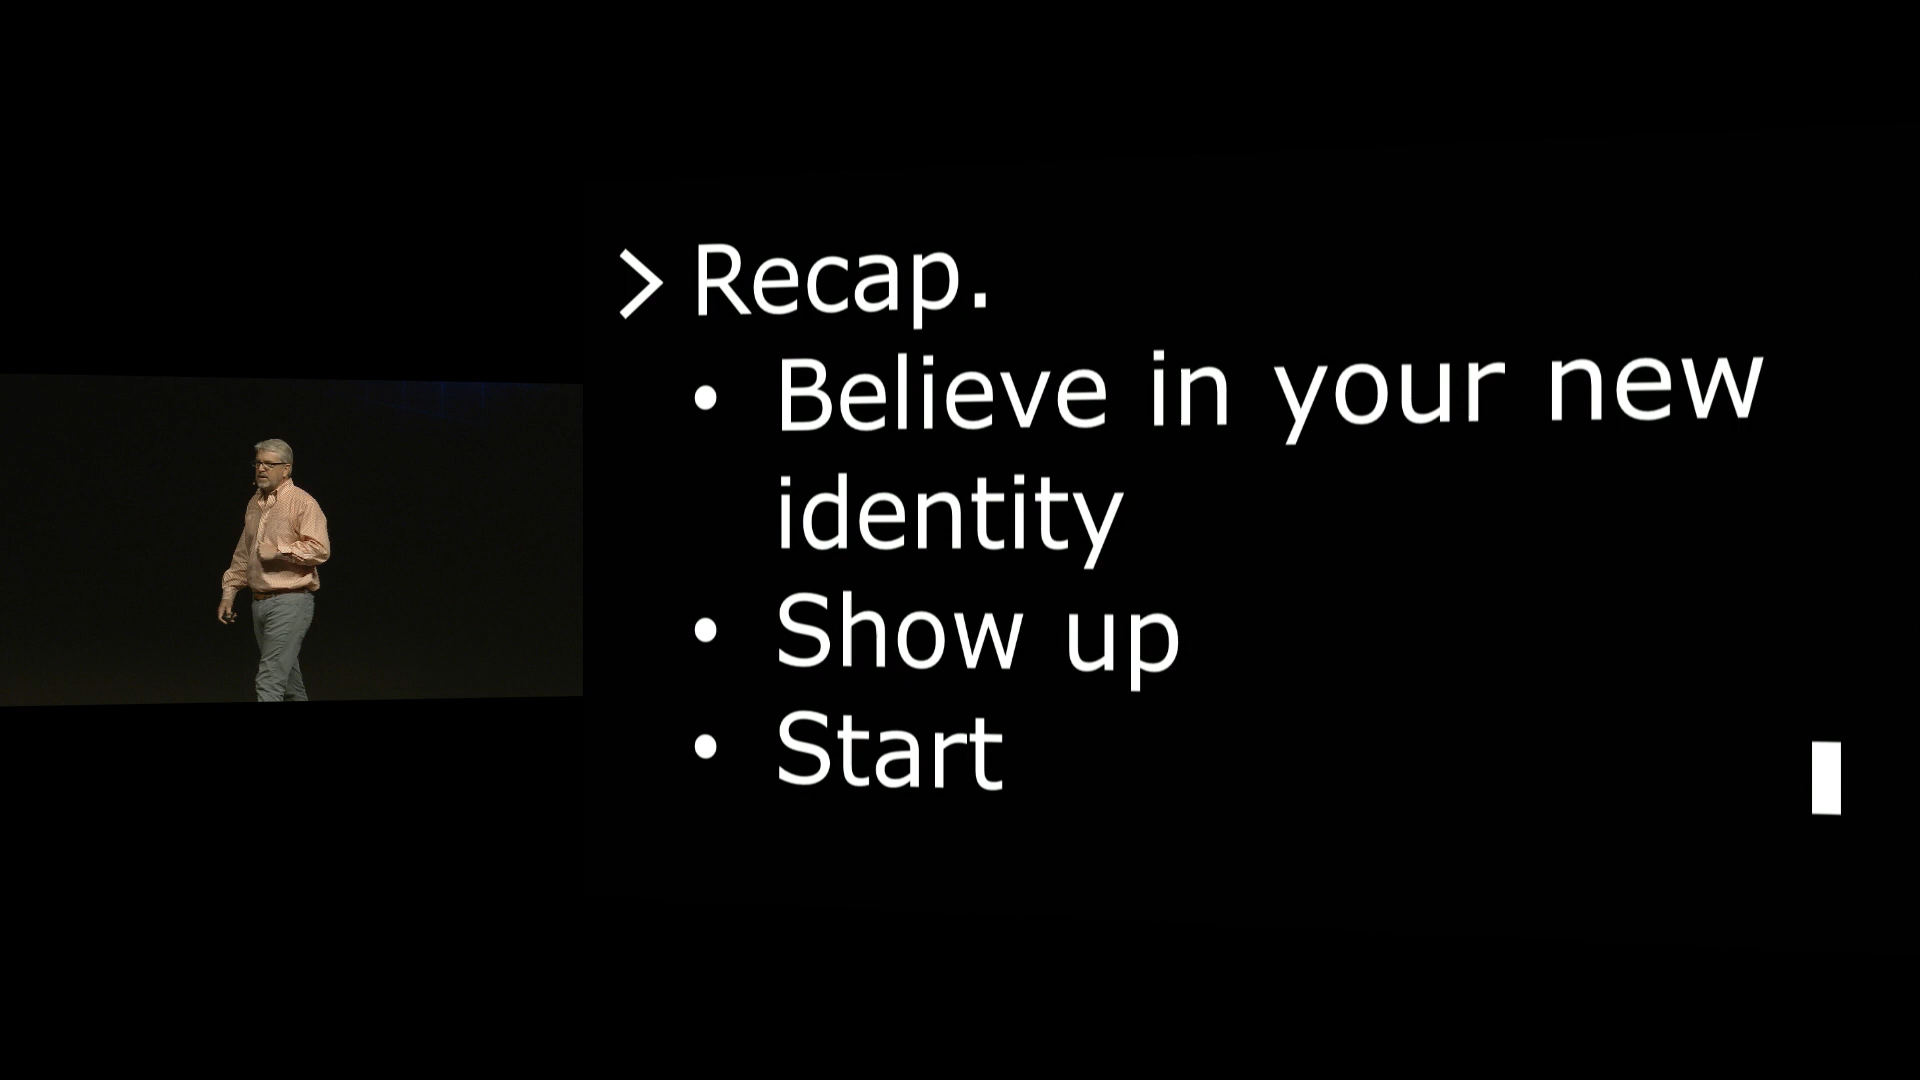 > Recap.
• Believe in your new
identity
• Show up
• Start